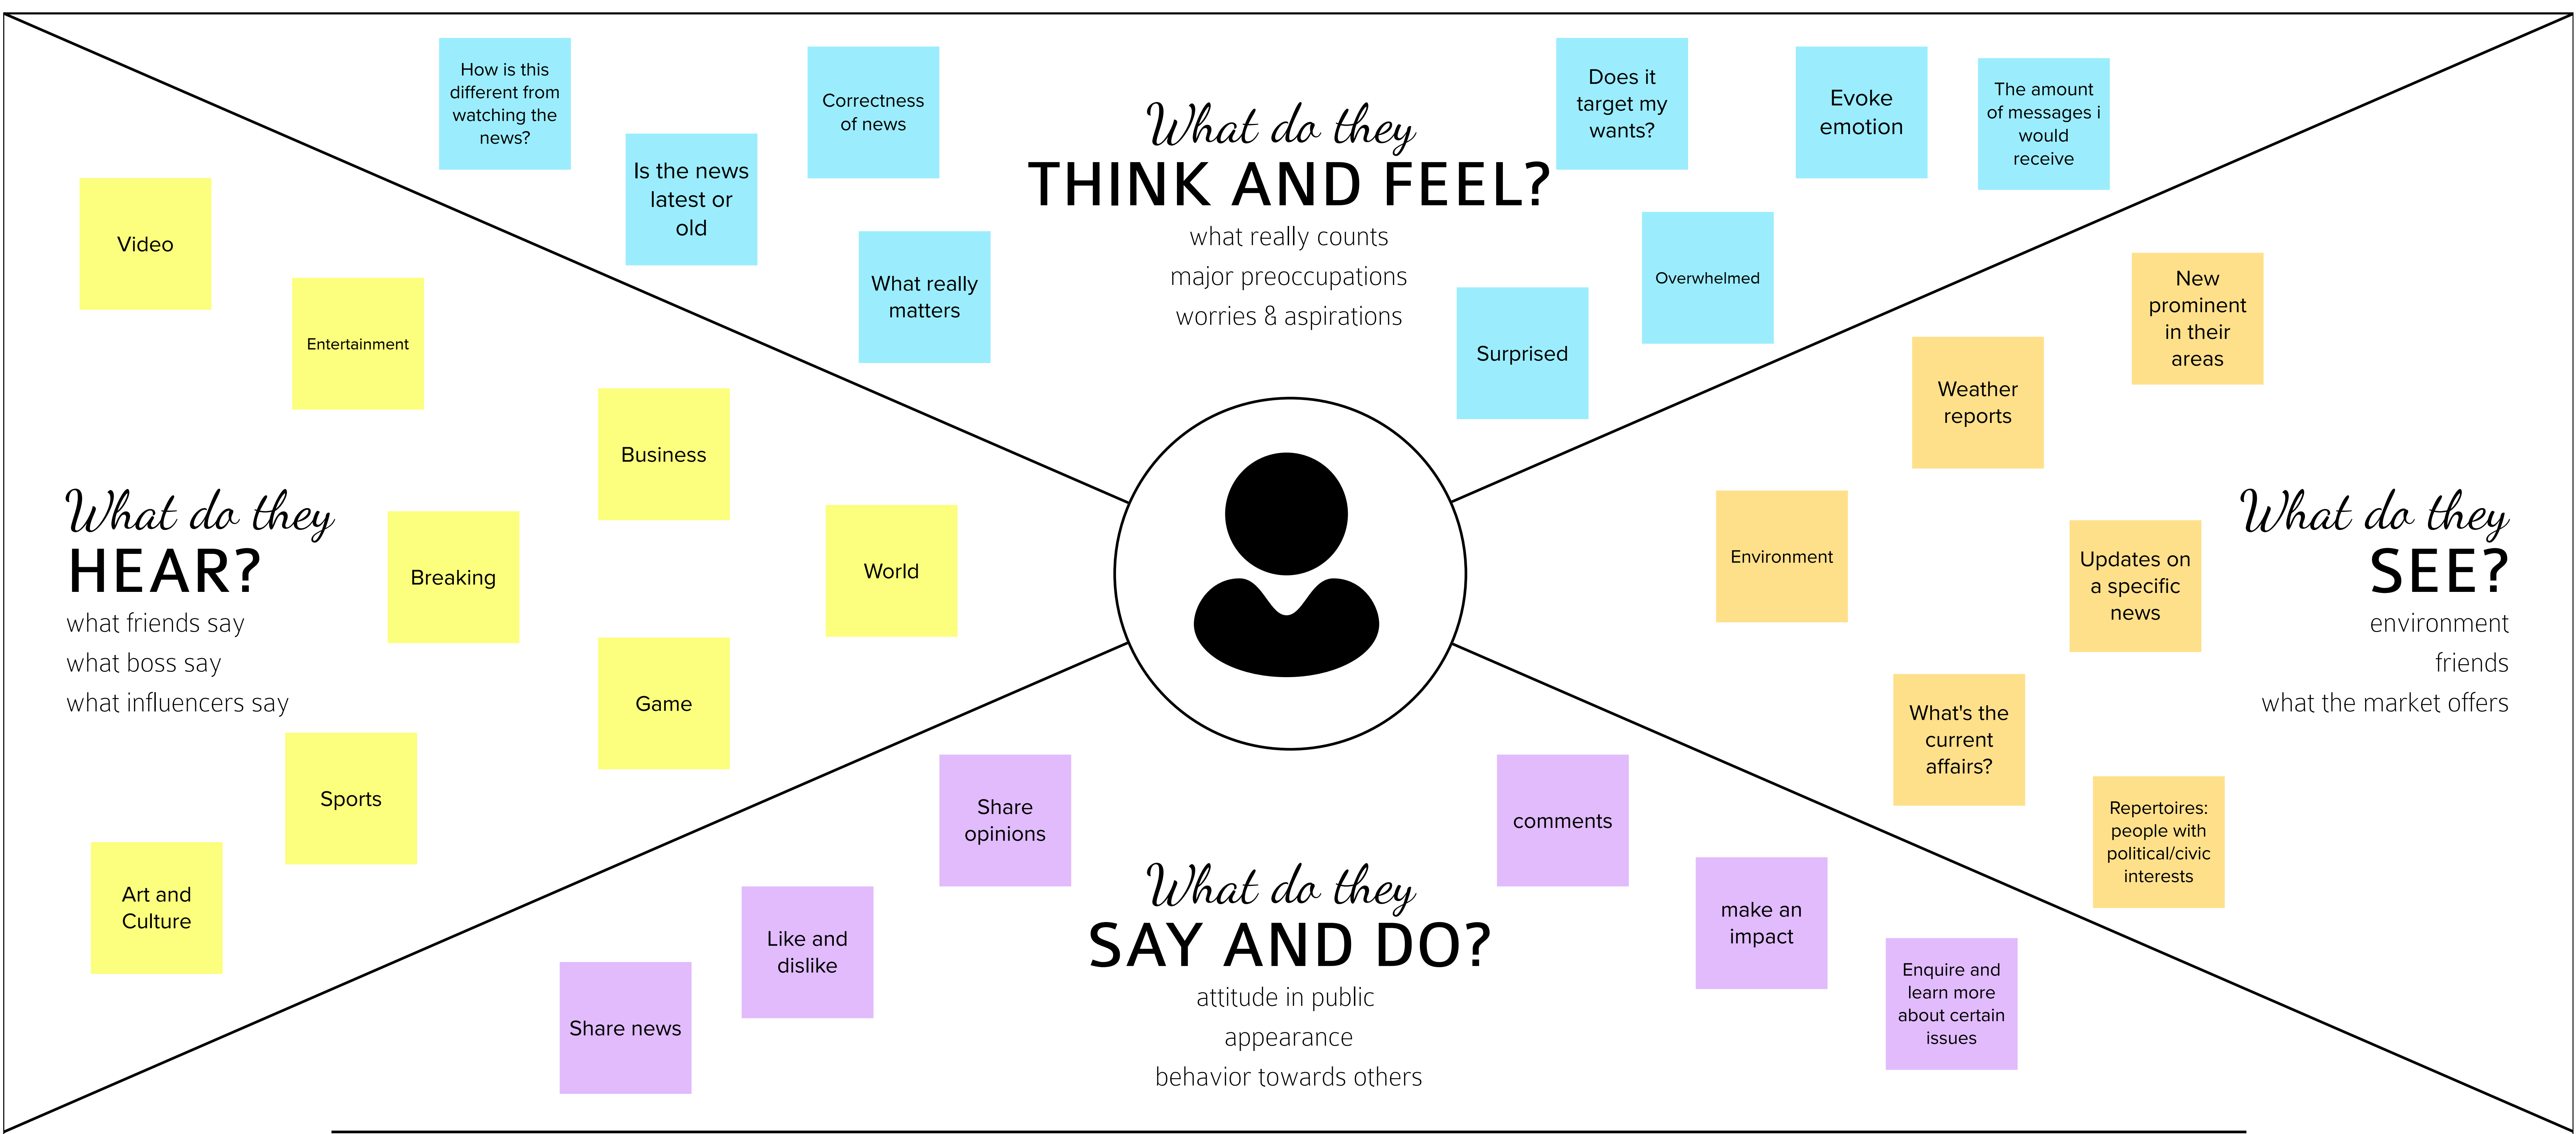 How is this
different from
watching the
news?
Is the news
latest or
old
Correctness
of news
What really
matters
What do they
THINK AND FEEL?
what really counts
major preoccupations
worries & aspirations
Does it
target my
wants?
Evoke
emotion
The amount
of messages i
would
receive
Overwhelmed
Surprised
Video
Entertainment
Business
What do they
HEAR?
what friends say
what boss say
what influencers say
Breaking
World
Game
Sports
Art and
Culture
New
prominent
in their
areas
Weather
reports
Environment
Updates on
a specific
news
What do they
SEE?
environment
friends
what the market offers
What's the
current
affairs?
Repertoires:
people with
political/civic
interests
Share
opinions
Like and
dislike
Share news
What do they
SAY AND DO?
attitude in public
appearance
behavior towards others
comments
make an
impact
Enquire and
learn more
about certain
issues